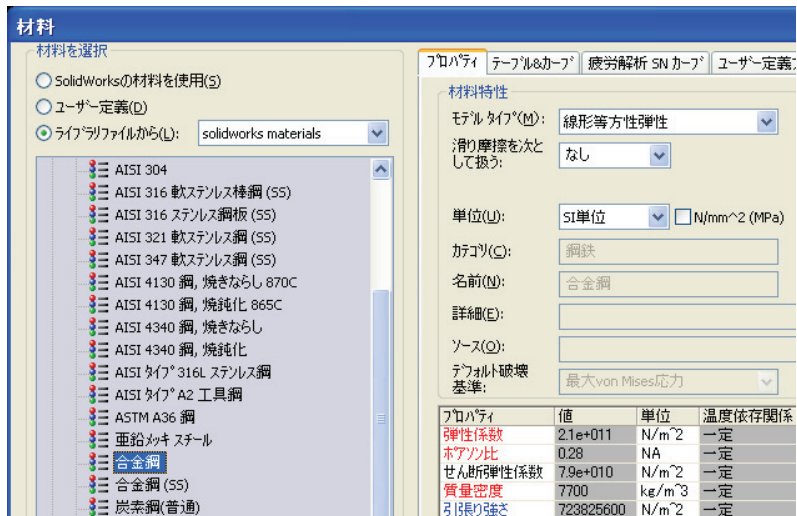 材料
材料を選択
SolidWorksの材料を使用(S)
ユーザー定義(D)
ライブラリファイルから(L): solidworks materials
AISI 304
AISI 316 軟ステンレス棒鋼 (SS)
AISI 316 ステンレス鋼板 (SS)
AISI 321 軟ステンレス鋼 (SS)
AISI 347 軟ステンレス鋼 (SS)
AISI 4130 鋼, 焼きならし 870C
AISI 4130 鋼, 焼鈍化 865C
AISI 4340 鋼, 焼きならし
AISI 4340 鋼, 焼鈍化
AISI タイプ 316L ステンレス鋼
AISI タイプ A2 工具鋼
ASTM A36 鋼
亜鉛メッキ スチール
合金鋼
合金鋼 (SS)
炭素鋼(普通)
プロパティ テーブル&カーブ 疲労解析 SN カーブ ユーザー定義
材料特性
モデル タイプ(M): 線形等方性弾性
滑り摩擦を次と
して扱う: なし
単位(U): SI単位 N/mm^2 (MPa)
カテゴリ(C): 鋼鉄
名前(N): 合金鋼
詳細(E):
ソース(O):
デフォルト破壊
基準: 最大von Mises応力
プロパティ 値 単位 温度依存関係
弾性係数 2.1e+011 N/m^2 一定
ポアソン比 0.28 NA 一定
せん断弾性係数 7.9e+010 N/m^2 一定
質量密度 7700 kg/m^3 一定
引張り強さ 723825600 N/m^2 一定